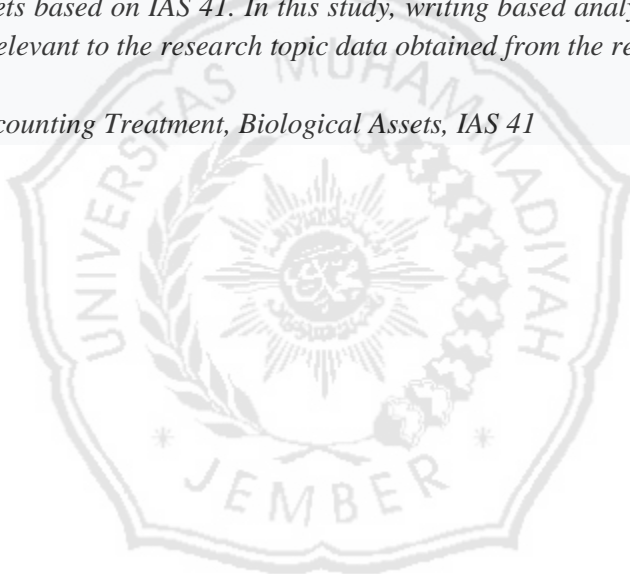 ets based on IAS 41. In this study, writing based analy
elevant to the research topic data obtained from the re
counting Treatment, Biological Assets, IAS 41
UNIVERSITAS MUHAMMADIYAH
JEMBER